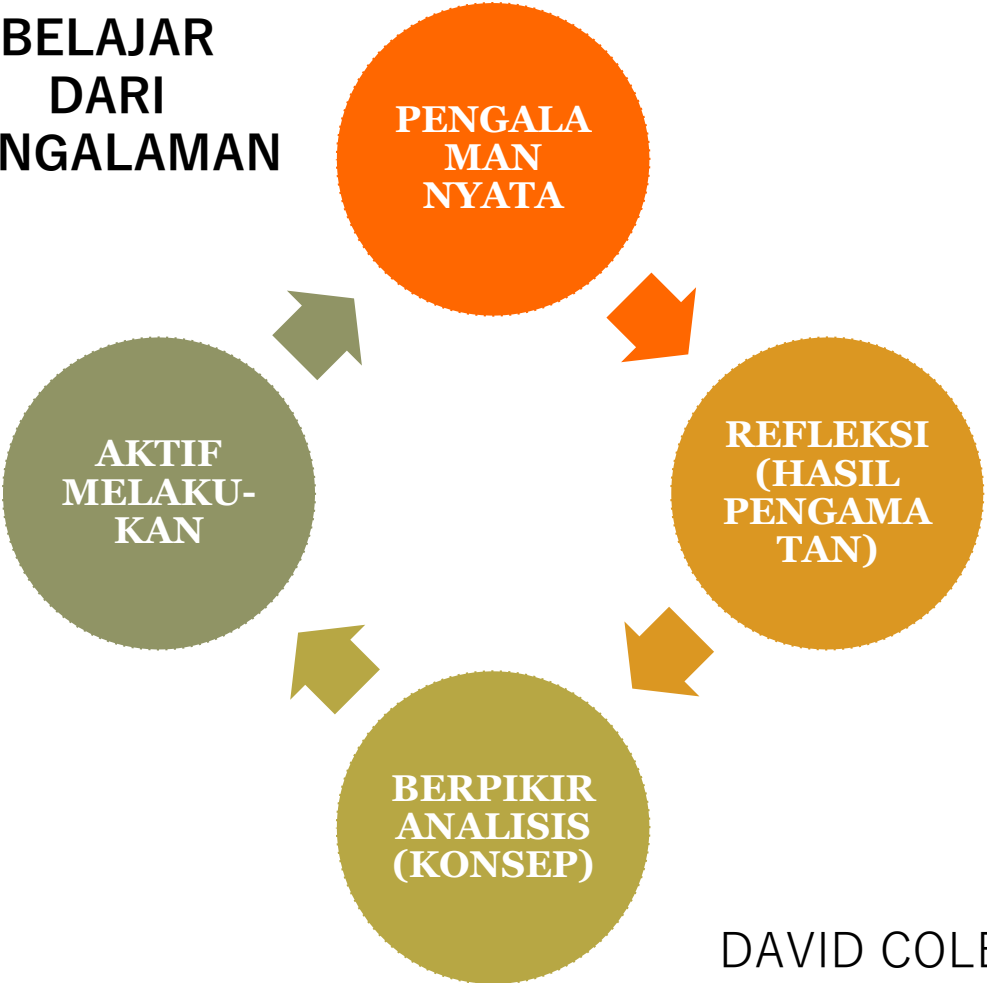 BELAJAR
DARI
NGALAMAN
PENGALA
MAN
NYATA
REFLEKSI
(HASIL
PENGAMA
TAN)
BERPIKIR
ANALISIS
(KONSEP)
AKTIF
MELAKU-
KAN
DAVID COLE